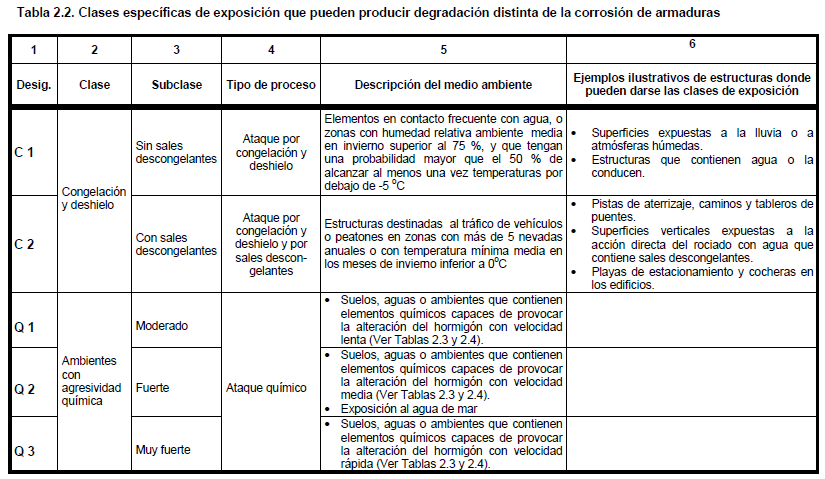 Tabla 2.2. Clases específicas de exposición que pueden producir degradación distinta de la corrosión de armaduras
1
2
3
4
5
6
Desig.
Clase
Subclase
Tipo de proceso
Descripción del medio ambiente
Ejemplos ilustrativos de estructuras donde
pueden darse las clases de exposición
C 1
Congelación
y deshielo
Sin sales
descongelantes
Ataque por
congelación y
deshielo
Elementos en contacto frecuente con agua, o
zonas con humedad relativa ambiente media
en invierno superior al 75 %, y que tengan
una probabilidad mayor que el 50 % de
alcanzar al menos una vez temperaturas por
debajo de -5 ºC
• Superficies expuestas a la lluvia o a
atmósferas húmedas.
• Estructuras que contienen agua o la
conducen.
C 2
Con sales
descongelantes
Ataque por
congelación y
deshielo y por
sales descon-
gelantes
Estructuras destinadas al tráfico de vehículos
o peatones en zonas con más de 5 nevadas
anuales o con temperatura mínima media en
los meses de invierno inferior a 0ºC
• Pistas de aterrizaje, caminos y tableros de
puentes.
• Superficies verticales expuestas a la
acción directa del rociado con agua que
contiene sales descongelantes.
• Playas de estacionamiento y cocheras en
los edificios.
Q 1
Ambientes
con
agresividad
química
Moderado
Ataque químico
• Suelos, aguas o ambientes que contienen
elementos químicos capaces de provocar
la alteración del hormigón con velocidad
lenta (Ver Tablas 2.3 y 2.4).
Q 2
Fuerte
• Suelos, aguas o ambientes que contienen
elementos químicos capaces de provocar
la alteración del hormigón con velocidad
media (Ver Tablas 2.3 y 2.4).
• Exposición al agua de mar
Q 3
Muy fuerte
• Suelos, aguas o ambientes que contienen
elementos químicos capaces de provocar
la alteración del hormigón con velocidad
rápida (Ver Tablas 2.3 y 2.4).